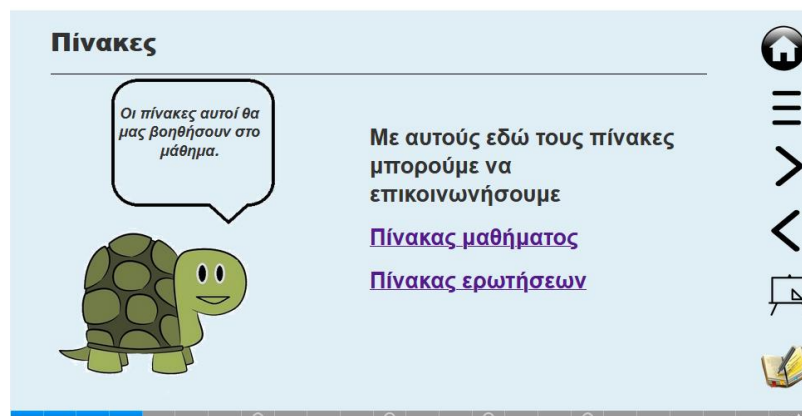 Πίνακες
Οι πίνακες αυτοί θα
μας βοηθήσουν στο
μάθημα.
Με αυτούς εδώ τους πίνακες
μπορούμε να
επικοινωνήσουμε
Πίνακας μαθήματος
Πίνακας ερωτήσεων